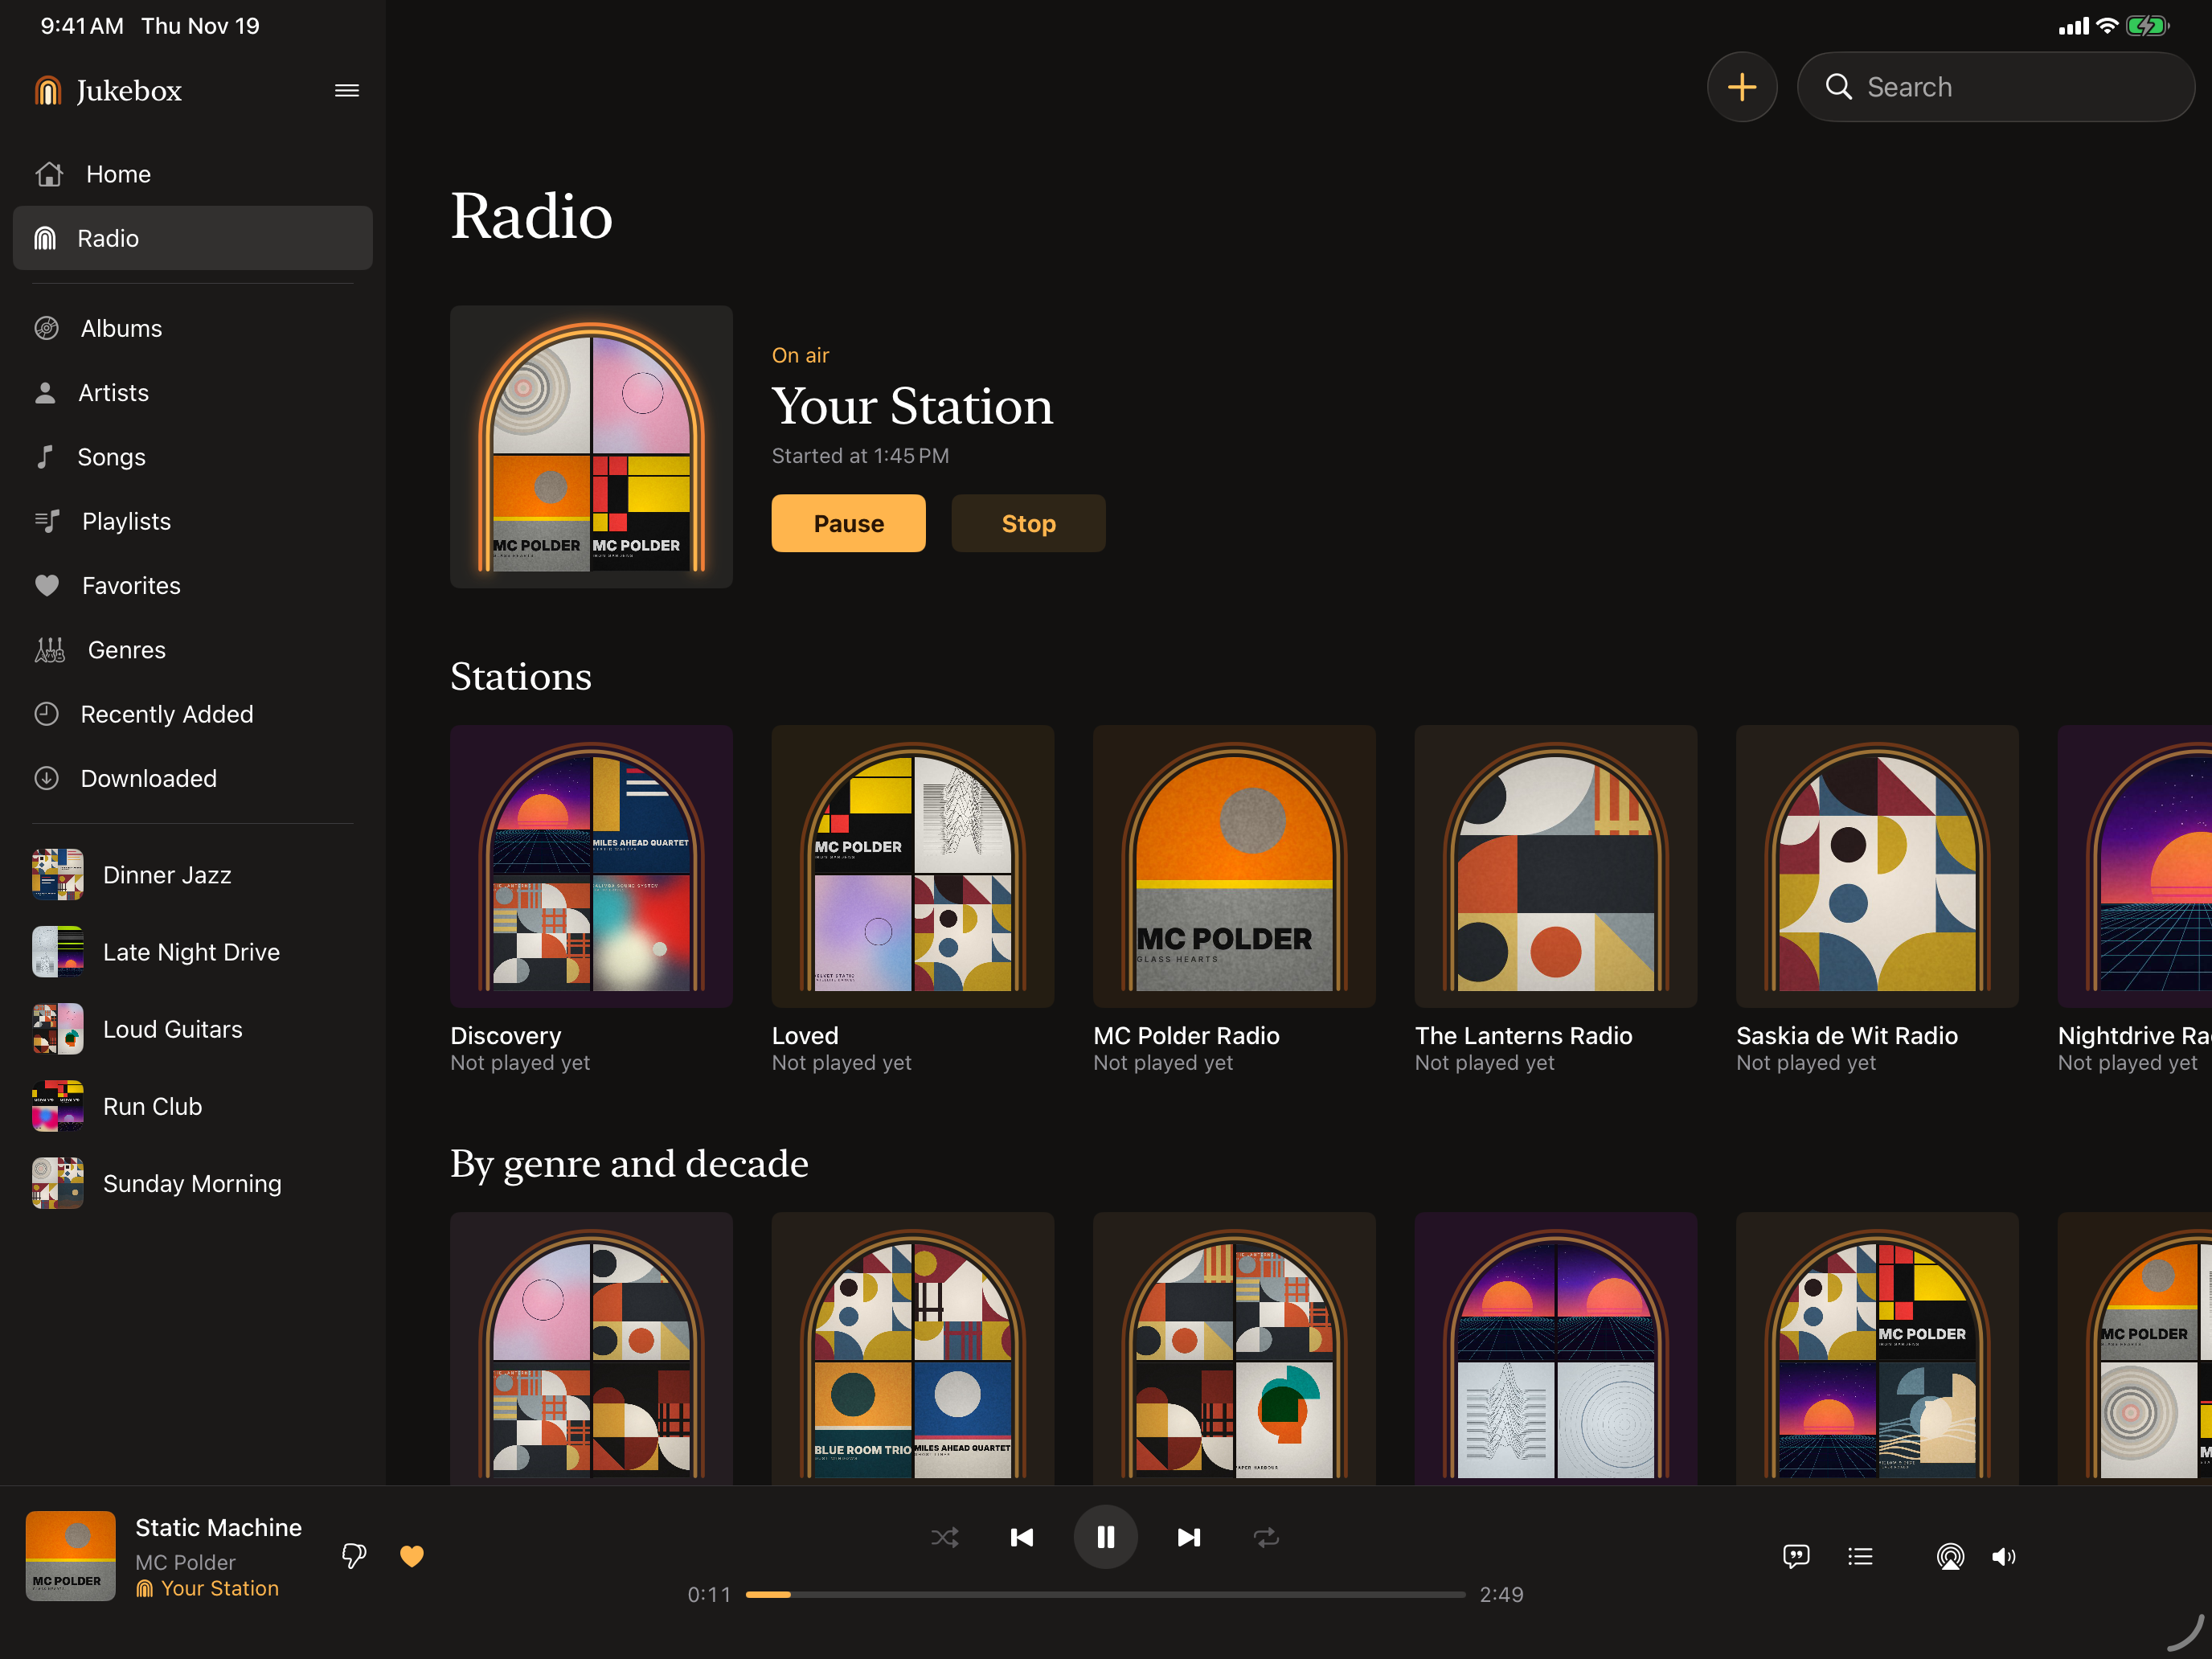 9:41 AM Thu Nov 19
Jukebox
Search
Home
Radio
Albums
Artists
Songs
Playlists
Favorites
Genres
Recently Added
Downloaded
Dinner Jazz
Late Night Drive
Loud Guitars
Run Club
Sunday Morning
Radio
MC POLDER
MC POLDER
On air
Your Station
Started at 1:45 PM
Pause
Stop
Stations
MILES AHEAD QUARTET
MC POLDER
MC POLDER
GLASS HEARTS
Discovery
Not played yet
Loved
Not played yet
MC Polder Radio
Not played yet
The Lanterns Radio
Not played yet
Saskia de Wit Radio
Not played yet
Nightdrive Ra
Not played yet
By genre and decade
BLUE ROOM TRIO
MILES AHEAD QUARTET
MC POLDER
MC POLDER
MC POLDER
Static Machine
MC Polder
Your Station
0:11
2:49